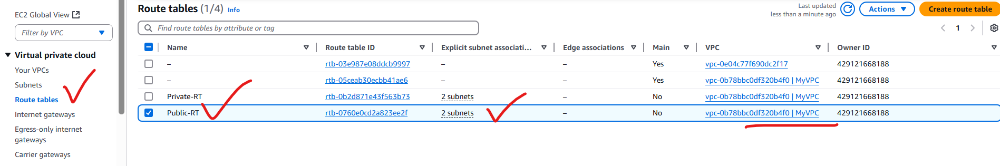 EC2 Global View
Filter by VPC
Virtual private cloud
Your VPCs
Subnets
Route tables
Internet gateways
Egress-only internet
gateways
Carrier gateways
Route tables (1/4) Info
Last updated
less than a minute ago
Actions
Create route table
Find route tables by attribute or tag
1
Name Route table ID Explicit subnet associati... Edge associations Main VPC Owner ID
– rtb-03e987e08ddcb9997 – – Yes vpc-0e04c77f690dc2f17 429121668188
– rtb-05ceab30ecbb41ae6 – – Yes vpc-0b78bbc0df320b4f0 | MyVPC 429121668188
Private-RT rtb-0b2d871e43f563b73 2 subnets – No vpc-0b78bbc0df320b4f0 | MyVPC 429121668188
Public-RT rtb-0760e0cd2a823ee2f 2 subnets – No vpc-0b78bbc0df320b4f0 | MyVPC 429121668188